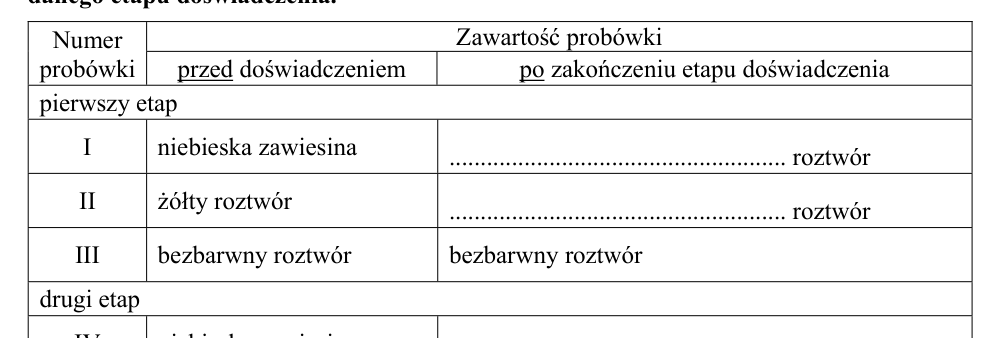 Numer probówki
Zawartość probówki
przed doświadczeniem
po zakończeniu etapu doświadczenia
pierwszy etap
I
niebieska zawiesina
...................................................... roztwór
II
żółty roztwór
...................................................... roztwór
III
bezbarwny roztwór
bezbarwny roztwór
drugi etap